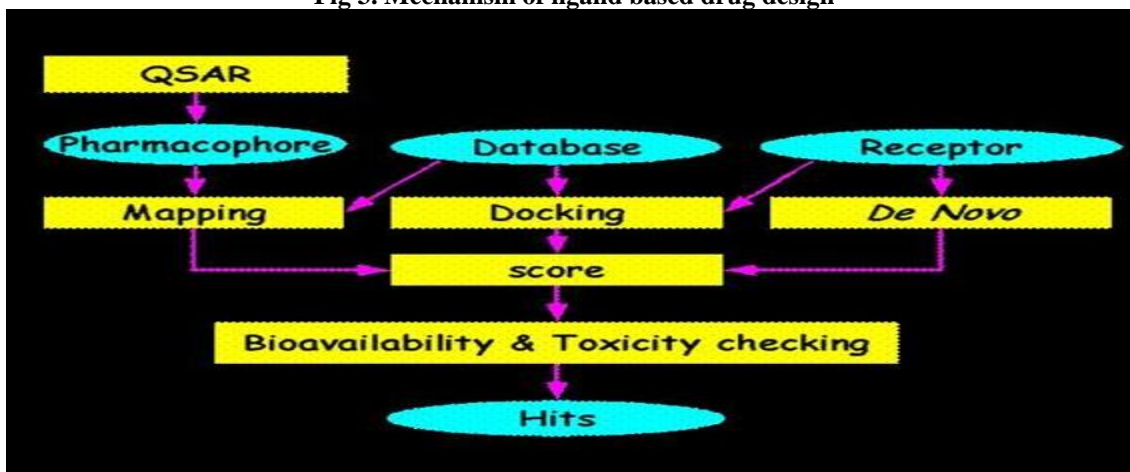 Fig 3. Mechanism of ligand based drug design
QSAR
Pharmacophore
Database
Receptor
Mapping
Docking
De Novo
score
Bioavailability & Toxicity checking
Hits